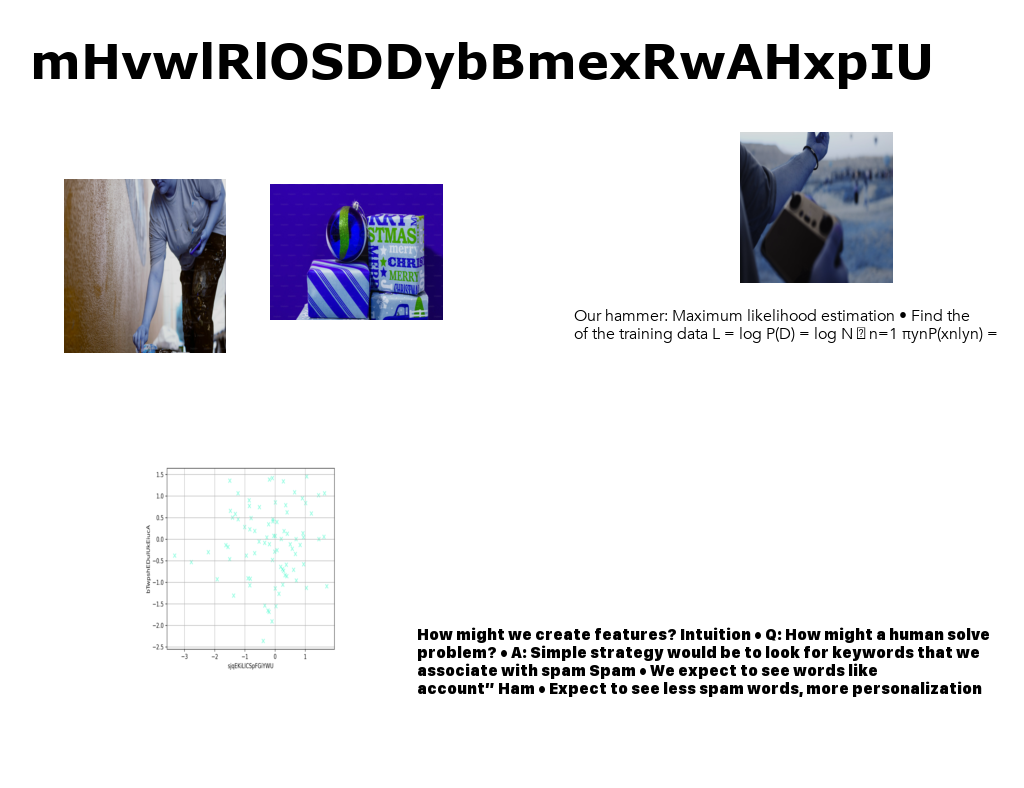 mHvwlRlOSDDybBmexRwAHxpIU
MERRY
STMAS
merry
CHRI
MERRY
CHRISTMAS
MERR
Our hammer: Maximum likelihood estimation • Find the
of the training data L = log P(D) = log N n=1 πynP(xnlyn) =
1.5
1.0
0.5
0.0
−0.5
−1.0
−1.5
−2.0
−2.5
−3
−2
−1
0
1
How might we create features? Intuition • Q: How might a human solve
problem? • A: Simple strategy would be to look for keywords that we
associate with spam Spam • We expect to see words like
account” Ham • Expect to see less spam words, more personalization